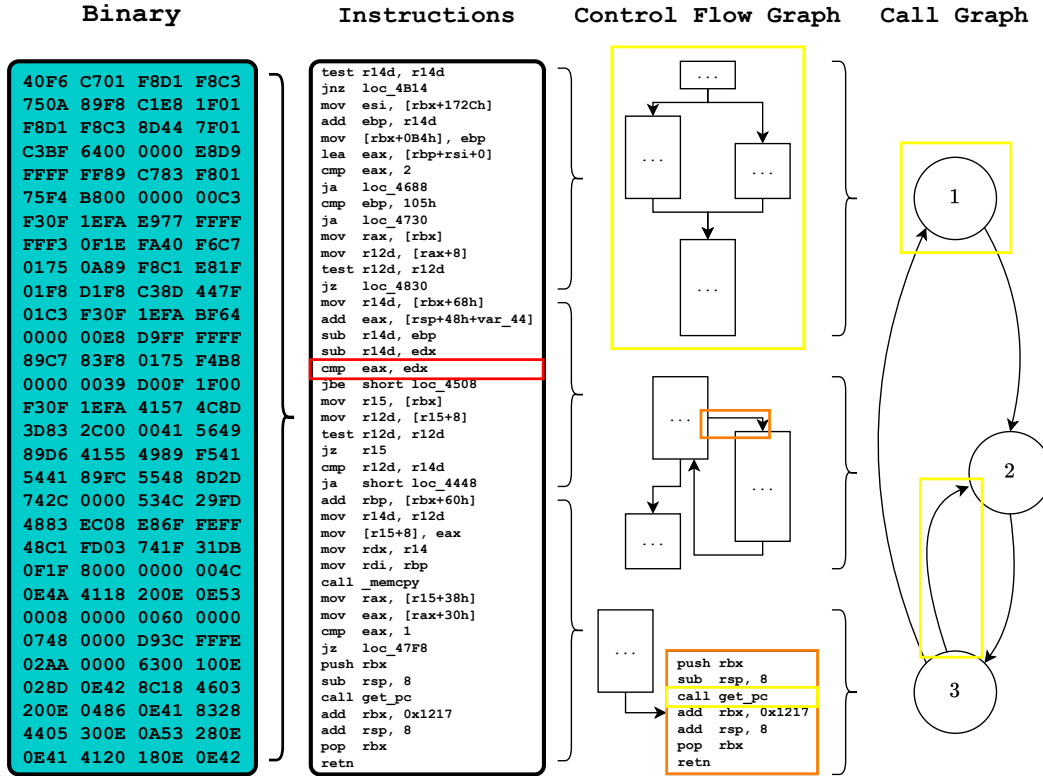 Binary
40F6 C701 F8D1 F8C3
750A 89F8 C1E8 1F01
F8D1 F8C3 8D44 7F01
C3BF 6400 0000 E8D9
FFFF FF89 C783 F801
75F4 B800 0000 00C3
F30F 1EFA E977 FFFF
FFF3 0F1E FA40 F6C7
0175 0A89 F8C1 E81F
01F8 D1F8 C38D 447F
01C3 F30F 1EFA BF64
0000 00E8 D9FF FFFF
89C7 83F8 0175 F4B8
0000 0039 D00F 1F00
F30F 1EFA 4157 4C8D
3D83 2C00 0041 5649
89D6 4155 4989 F541
5441 89FC 5548 8D2D
742C 0000 534C 29FD
4883 EC08 E86F FEFF
48C1 FD03 741F 31DB
0F1F 8000 0000 004C
0E4A 4118 200E 0E53
0008 0000 0060 0000
0748 0000 D93C FFFE
02AA 0000 6300 100E
028D 0E42 8C18 4603
200E 0486 0E41 8328
4405 300E 0A53 280E
0E41 4120 180E 0E42
Instructions
test r14d, r14d
jnz loc_4B14
mov esi, [rbx+172Ch]
add ebp, r14d
mov [rbx+0B4h], ebp
lea eax, [rbp+rsi+0]
cmp eax, 2
ja loc_4688
cmp ebp, 105h
ja loc_4730
mov rax, [rbx]
mov r12d, [rax+8]
test r12d, r12d
jz loc_4830
mov r14d, [rbx+68h]
add eax, [rsp+48h+var_44]
sub r14d, ebp
sub r14d, edx
cmp eax, edx
jbe short loc_4508
mov r15, [rbx]
mov r12d, [r15+8]
test r12d, r12d
jz r15
cmp r12d, r14d
ja short loc_4448
add rbp, [rbx+60h]
mov r14d, r12d
mov [r15+8], eax
mov rdx, r14
mov rdi, rbp
call _memcpy
mov rax, [r15+38h]
mov eax, [rax+30h]
cmp eax, 1
jz loc_47F8
push rbx
sub rsp, 8
call get_pc
add rbx, 0x1217
add rsp, 8
pop rbx
retn
Control Flow Graph
...
...
...
...
...
...
...
...
push rbx
sub rsp, 8
call get_pc
add rbx, 0x1217
add rsp, 8
pop rbx
retn
Call Graph
1
2
3